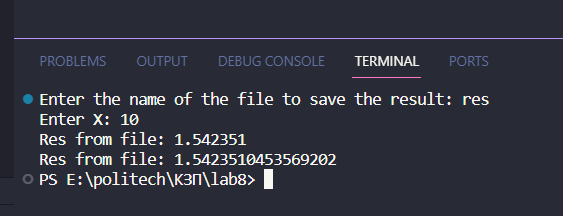 PROBLEMS OUTPUT DEBUG CONSOLE TERMINAL PORTS
Enter the name of the file to save the result: res
Enter X: 10
Res from file: 1.542351
Res from file: 1.5423510453569202
PS E:\politech\КЗП\lab8>